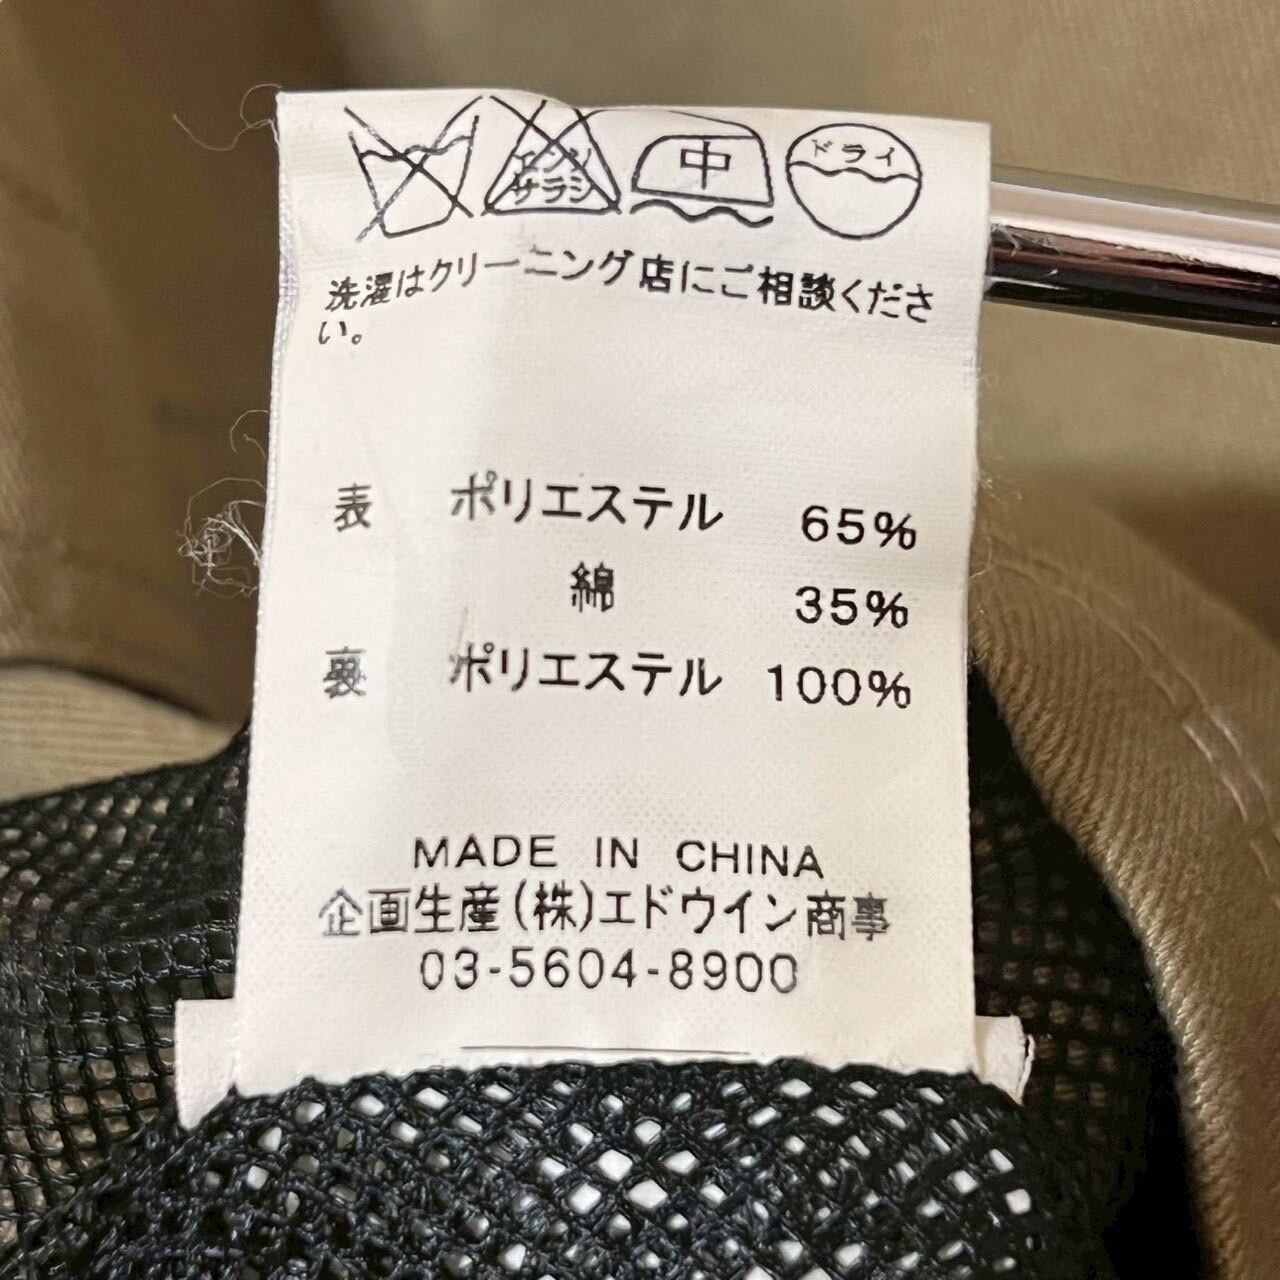 エンソ
サラシ
中
ドライ
洗濯はクリーニング店にご相談くださ
い。
表 ポリエステル 65%
綿 35%
裏 ポリエステル 100%
MADE IN CHINA
企画生産(株)エドウイン商事
03-5604-8900